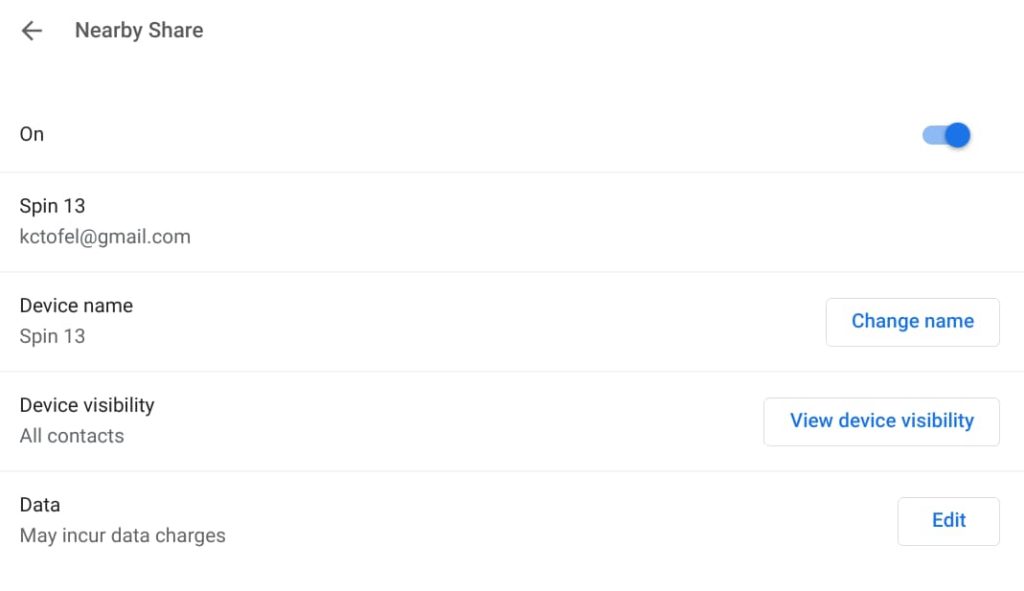 Nearby Share
On
Spin 13
kctofel@gmail.com
Device name
Spin 13
Change name
Device visibility
All contacts
View device visibility
Data
May incur data charges
Edit